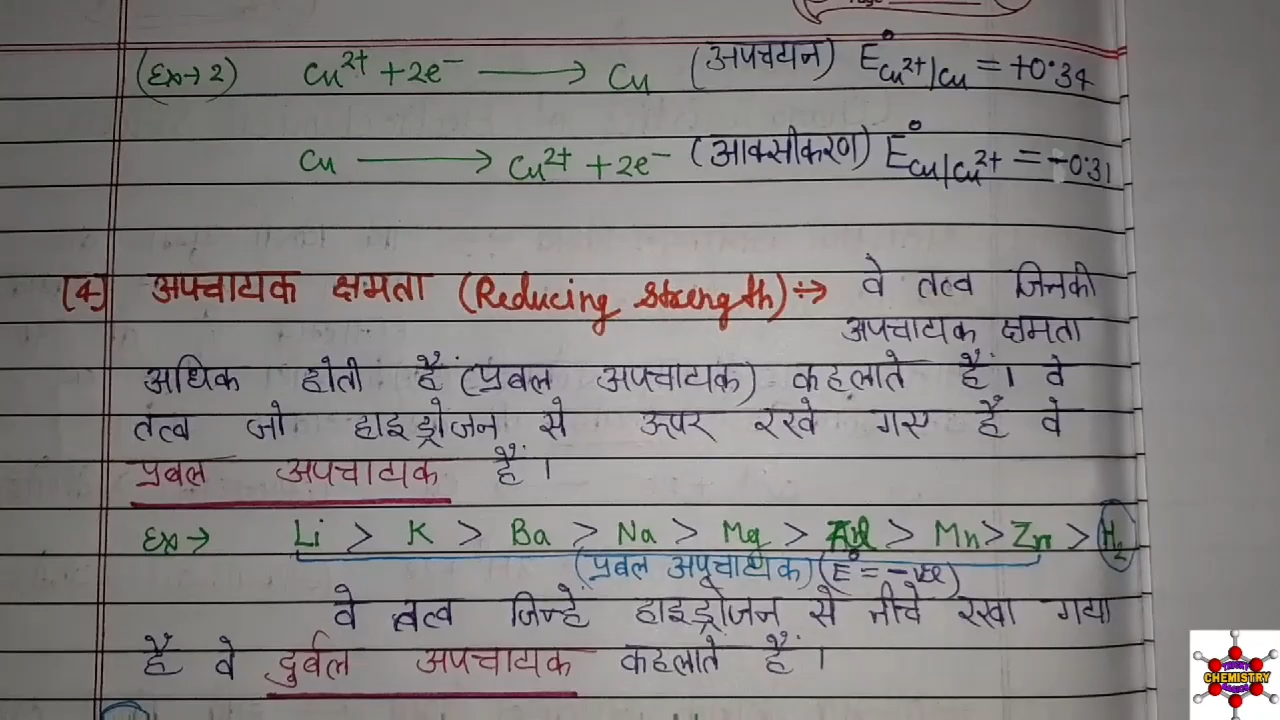 (Ex→2) Cu²⁺ + 2e⁻ ⟶ Cu (अपचयन) E°Cu²⁺|Cu = +0.34
Cu ⟶ Cu²⁺ + 2e⁻ (आक्सीकरण) E°Cu|Cu²⁺ = -0.31
(4) अपचायक क्षमता (Reducing Strength) ÷→ वे तत्व जिनकी
अपचायक क्षमता
अधिक होती हैं (प्रबल अपचायक) कहलाते हैं। वे
तत्व जो हाइड्रोजन से ऊपर रखे गए हैं वे
प्रबल अपचायक हैं।
Ex→ Li > K > Ba > Na > Mg > Al > Mn > Zn > H₂
(प्रबल अपचायक) (E° = -ve)
वे तत्व जिन्हे हाइड्रोजन से नीचे रखा गया
है वे दुर्बल अपचायक कहलाते हैं।
CHEMISTRY